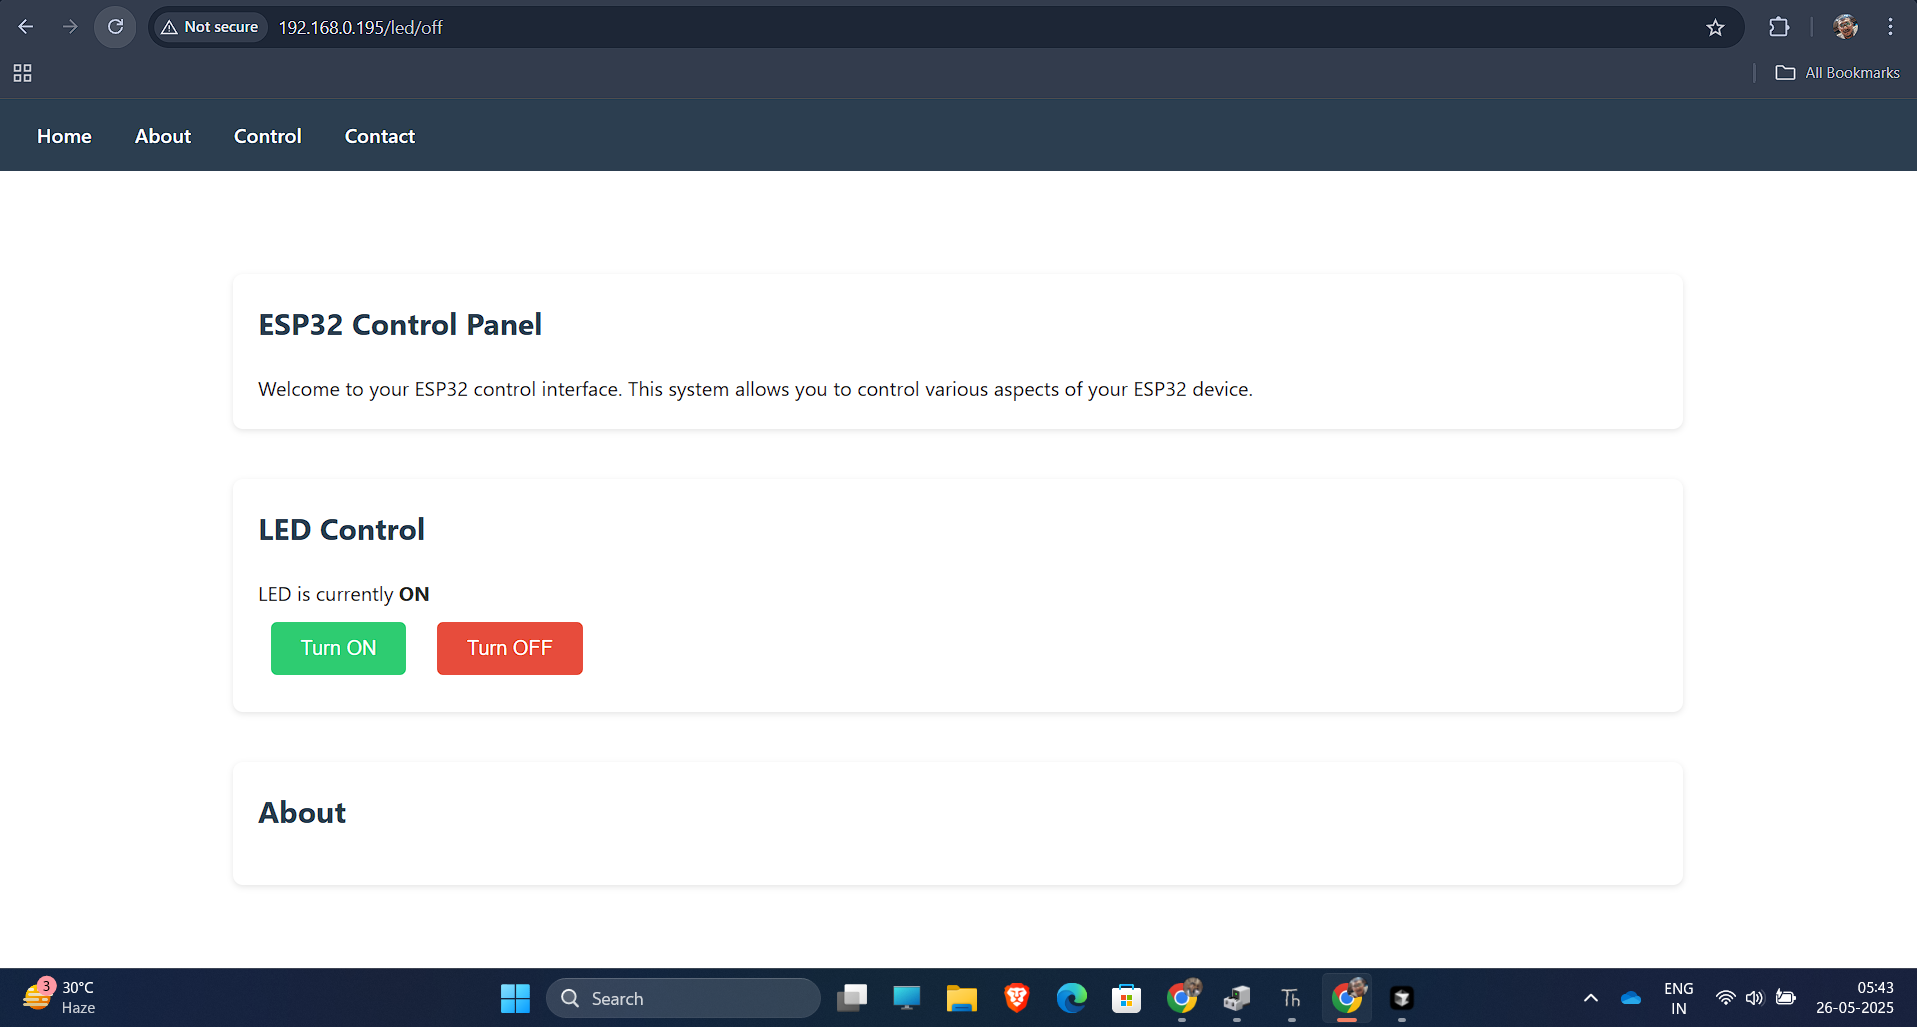 Not secure 192.168.0.195/led/off
All Bookmarks
Home About Control Contact
ESP32 Control Panel
Welcome to your ESP32 control interface. This system allows you to control various aspects of your ESP32 device.
LED Control
LED is currently ON
Turn ON Turn OFF
About
3 30°C
Haze
Search
Th
ENG
IN
05:43
26-05-2025